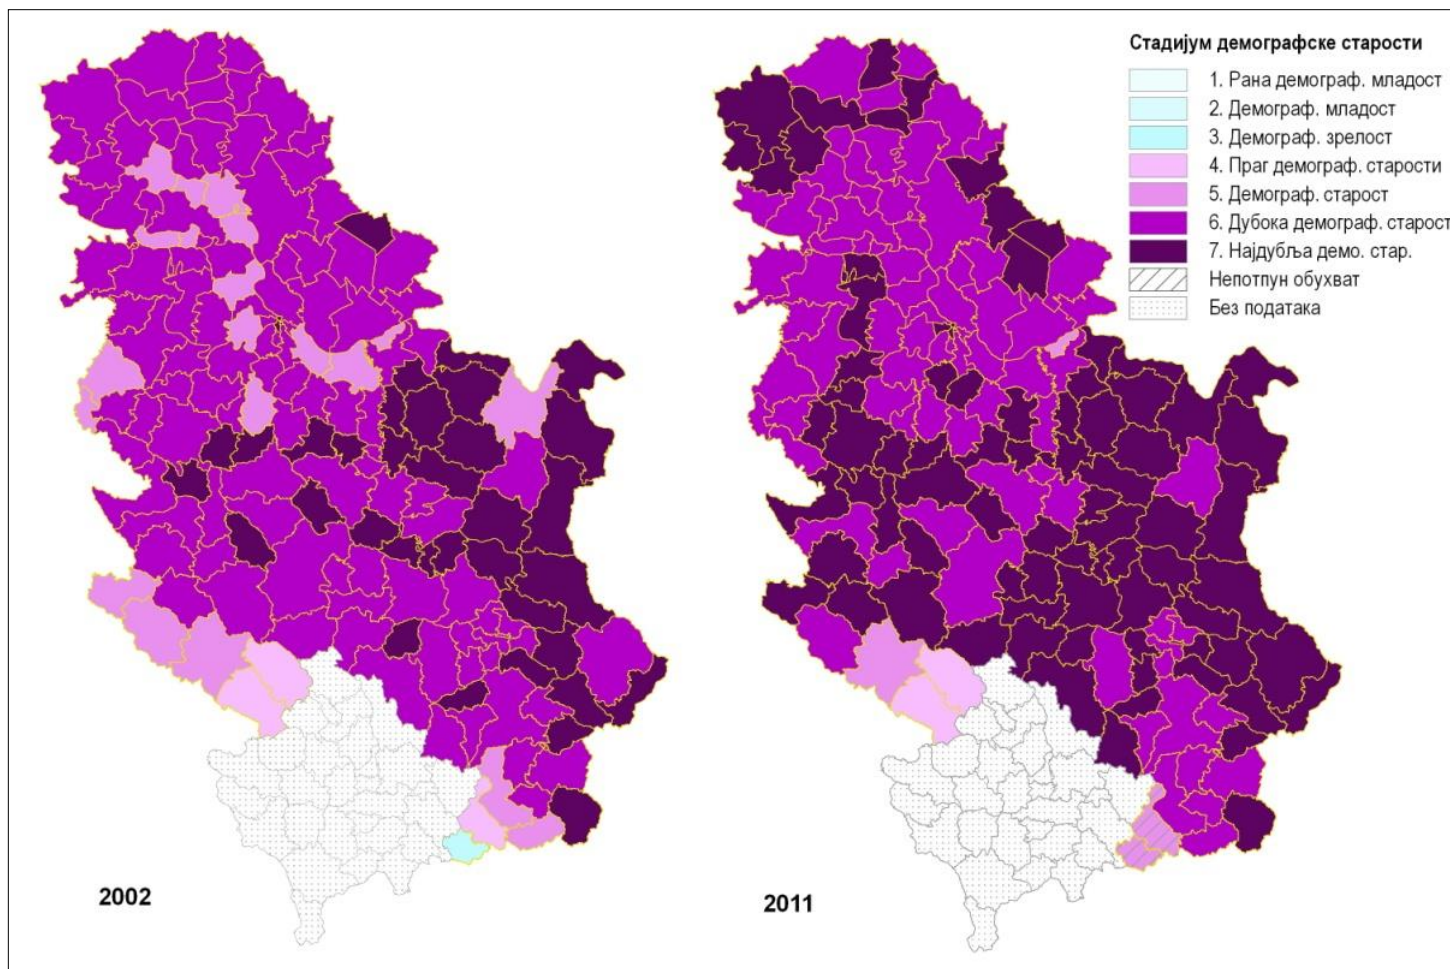 Стадијум демографске старости
1. Рана демограф. младост
2. Демограф. младост
3. Демограф. зрелост
4. Праг демограф. старости
5. Демограф. старост
6. Дубока демограф. старост
7. Најдубља демо. стар.
Непотпун обухват
Без података
2002
2011